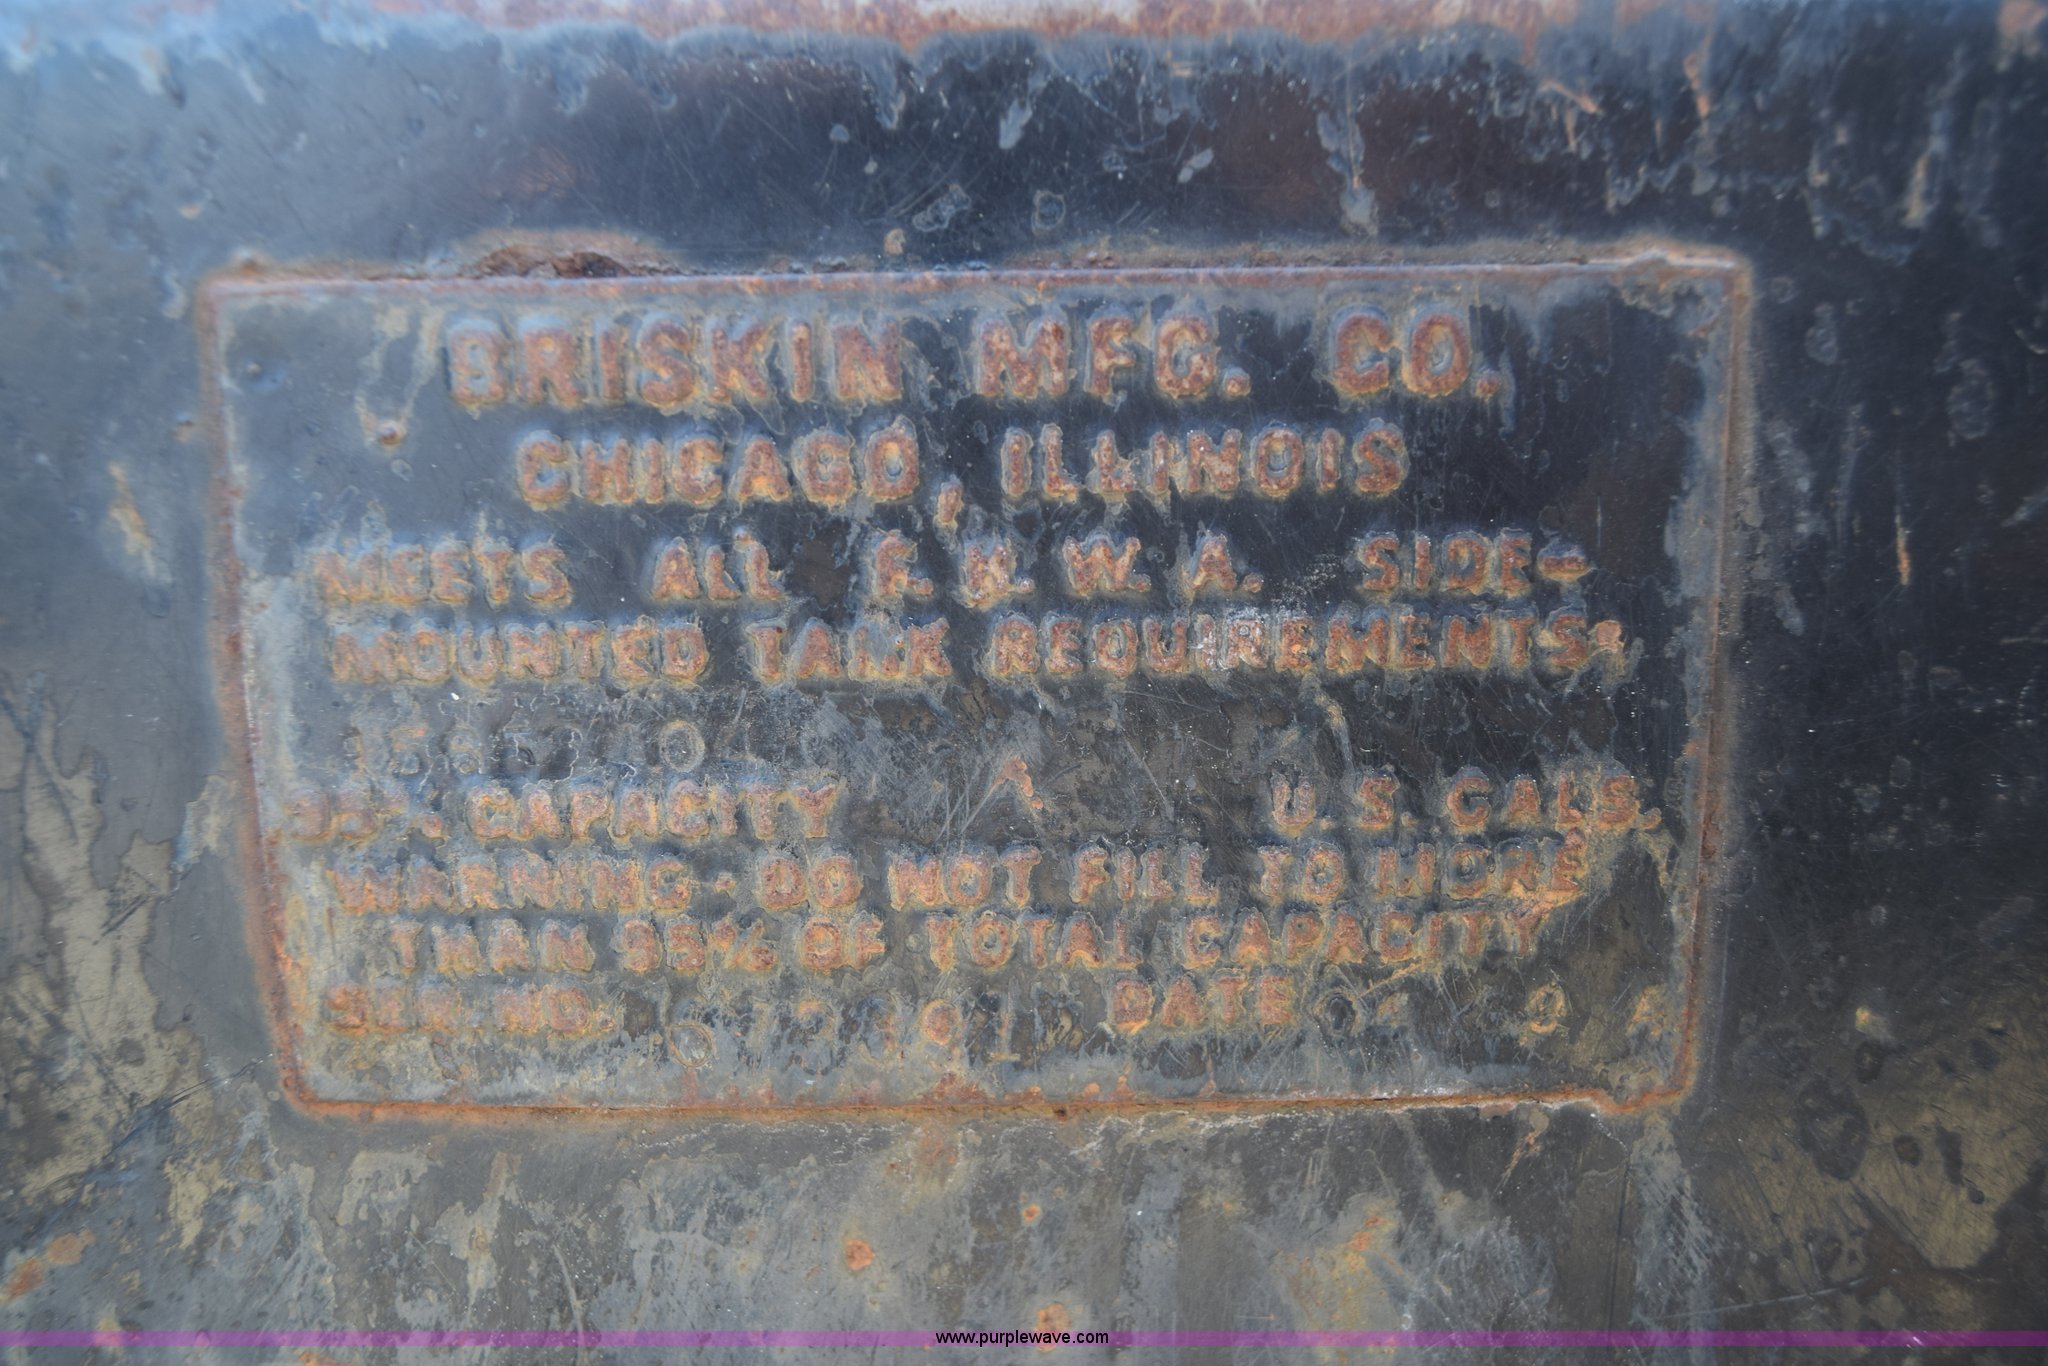 BRISKIN MFG. CO.
CHICAGO, ILLINOIS
MEETS ALL F. H. W. A. SIDE-
MOUNTED TANK REQUIREMENTS.
95% CAPACITY U. S. GALS.
WARNING - DO NOT FILL TO MORE
THAN 95% OF TOTAL CAPACITY
SER. NO. DATE
www.purplewave.com